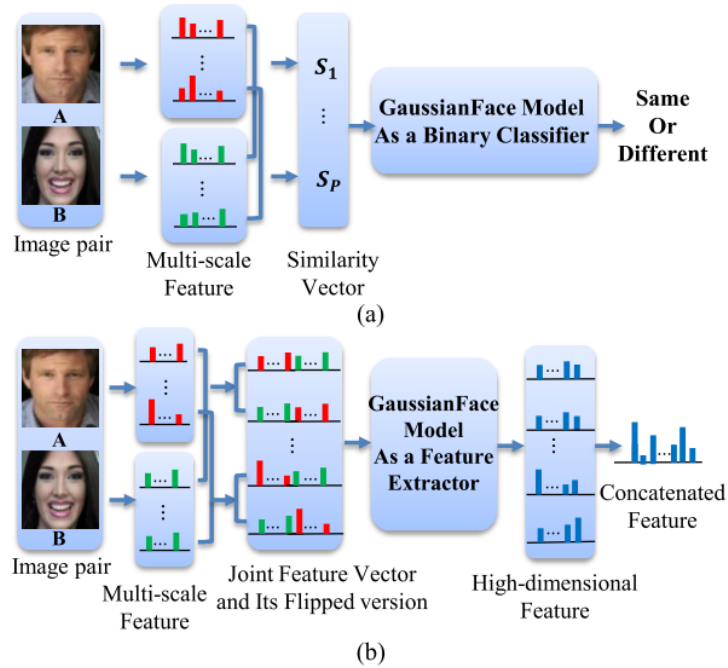 A
B
Image pair
Multi-scale
Feature
S₁
⋮
Sₚ
Similarity
Vector
GaussianFace Model
As a Binary Classifier
Same
Or
Different
(a)
A
B
Image pair
Multi-scale
Feature
Joint Feature Vector
and Its Flipped version
GaussianFace
Model
As a Feature
Extractor
High-dimensional
Feature
Concatenated
Feature
(b)